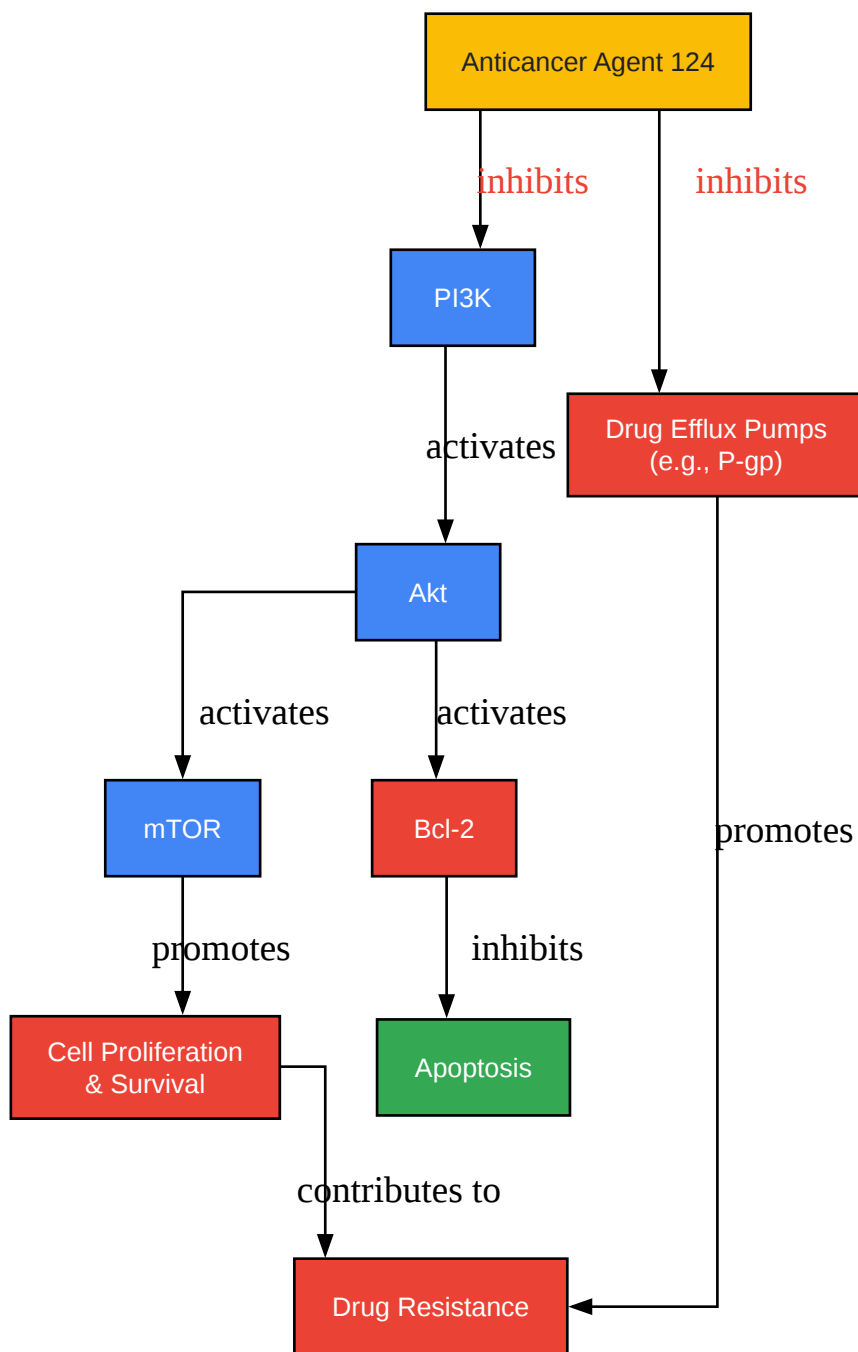 Anticancer Agent 124
inhibits
inhibits
PI3K
Drug Efflux Pumps
(e.g., P-gp)
activates
Akt
activates
activates
mTOR
Bcl-2
promotes
promotes
inhibits
Cell Proliferation
& Survival
Apoptosis
contributes to
Drug Resistance